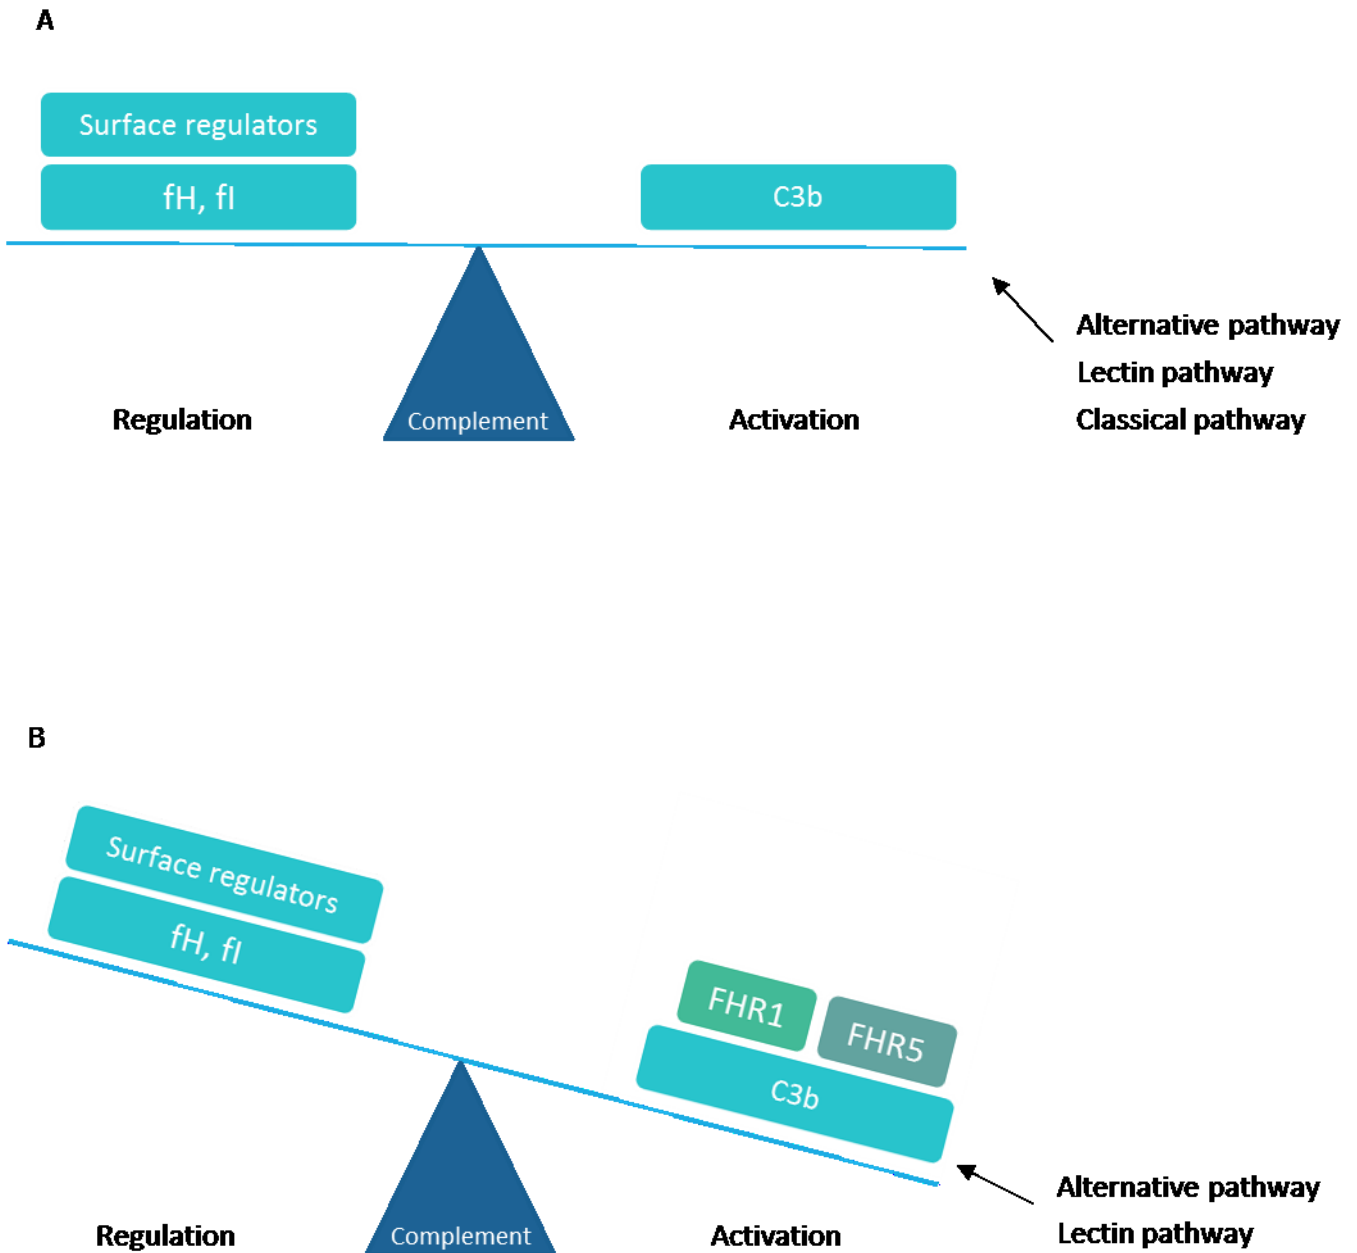 A
Surface regulators
fH, fI
C3b
Alternative pathway
Lectin pathway
Classical pathway
Regulation
Complement
Activation
B
Surface regulators
fH, fI
FHR1
FHR5
C3b
Alternative pathway
Lectin pathway
Regulation
Complement
Activation